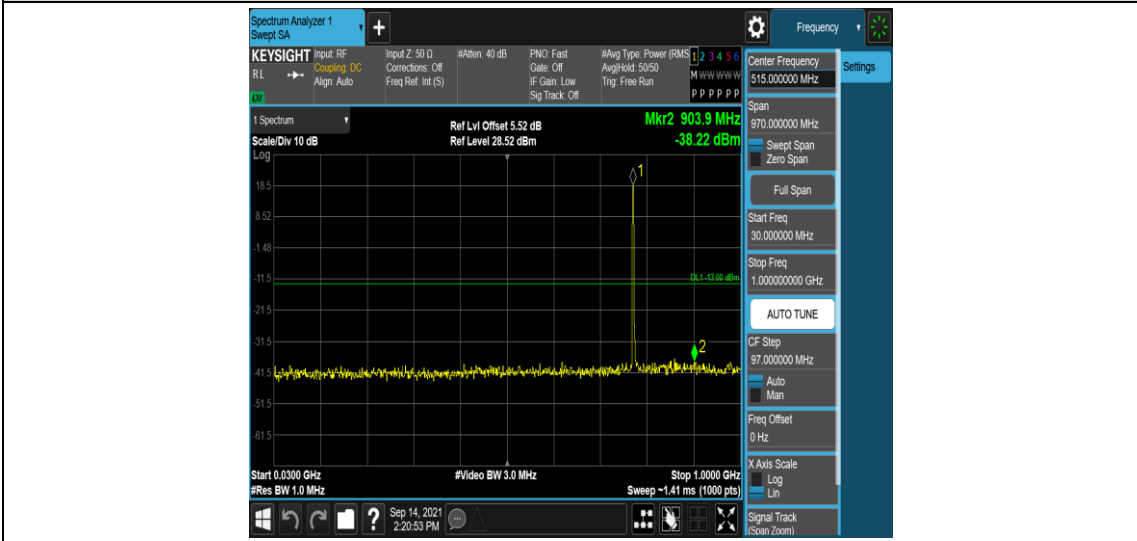 Spectrum Analyzer 1
Swept SA
+
Frequency
KEYSIGHT
RL
LM
Input: RF
Coupling: DC
Align: Auto
Input Z: 50 Ω
Corrections: Off
Freq Ref: Int (S)
#Atten: 40 dB
PNO: Fast
Gate: Off
IF Gain: Low
Sig Track: Off
#Avg Type: Power (RMS
Avg|Hold: 50/50
Trig: Free Run
1 2 3 4 5 6
M W W W W W
P P P P P P
1 Spectrum
Scale/Div 10 dB
Log
Ref Lvl Offset 5.52 dB
Ref Level 28.52 dBm
Mkr2 903.9 MHz
-38.22 dBm
1
18.5
8.52
-1.48
-11.5
DL1 -13.00 dBm
-21.5
-31.5
2
-41.5
-51.5
-61.5
Start 0.0300 GHz
#Res BW 1.0 MHz
#Video BW 3.0 MHz
Stop 1.0000 GHz
Sweep ~1.41 ms (1000 pts)
?
Sep 14, 2021
2:20:53 PM
Center Frequency
515.000000 MHz
Settings
Span
970.000000 MHz
Swept Span
Zero Span
Full Span
Start Freq
30.000000 MHz
Stop Freq
1.000000000 GHz
AUTO TUNE
CF Step
97.000000 MHz
Auto
Man
Freq Offset
0 Hz
X Axis Scale
Log
Lin
Signal Track
(Span Zoom)